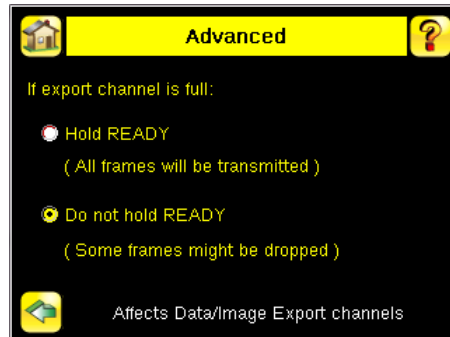 Advanced
?
If export channel is full:
Hold READY
( All frames will be transmitted )
Do not hold READY
( Some frames might be dropped )
Affects Data/Image Export channels